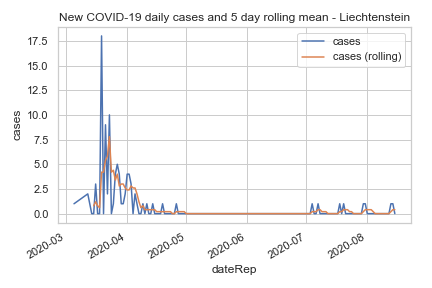 New COVID-19 daily cases and 5 day rolling mean - Liechtenstein
cases
cases (rolling)
17.5
15.0
12.5
10.0
7.5
5.0
2.5
0.0
cases
2020-03
2020-04
2020-05
2020-06
2020-07
2020-08
dateRep